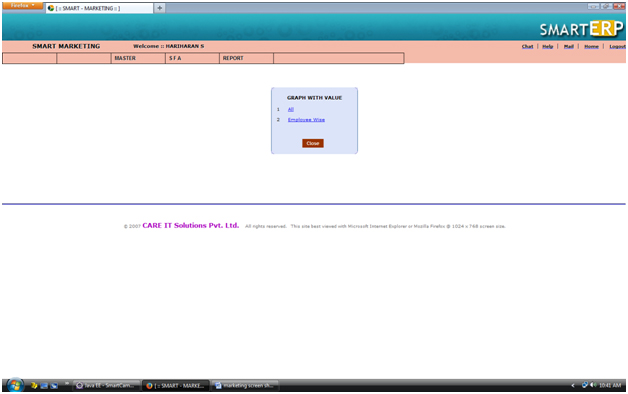 Firefox
[ :: SMART - MARKETING :: ]
SMARTERP
SMART MARKETING Welcome :: HARIHARAN S Chat | Help | Mail | Home | Logout
MASTER S F A REPORT
GRAPH WITH VALUE
1 All
2 Employee Wise
Close
© 2007 CARE IT Solutions Pvt. Ltd. All rights reserved. This site best viewed with Microsoft Internet Explorer or Mozilla Firefox @ 1024 x 768 screen size.
Java EE - SmartCam... [ :: SMART - MARKE... marketing screen sh... 10:41 AM